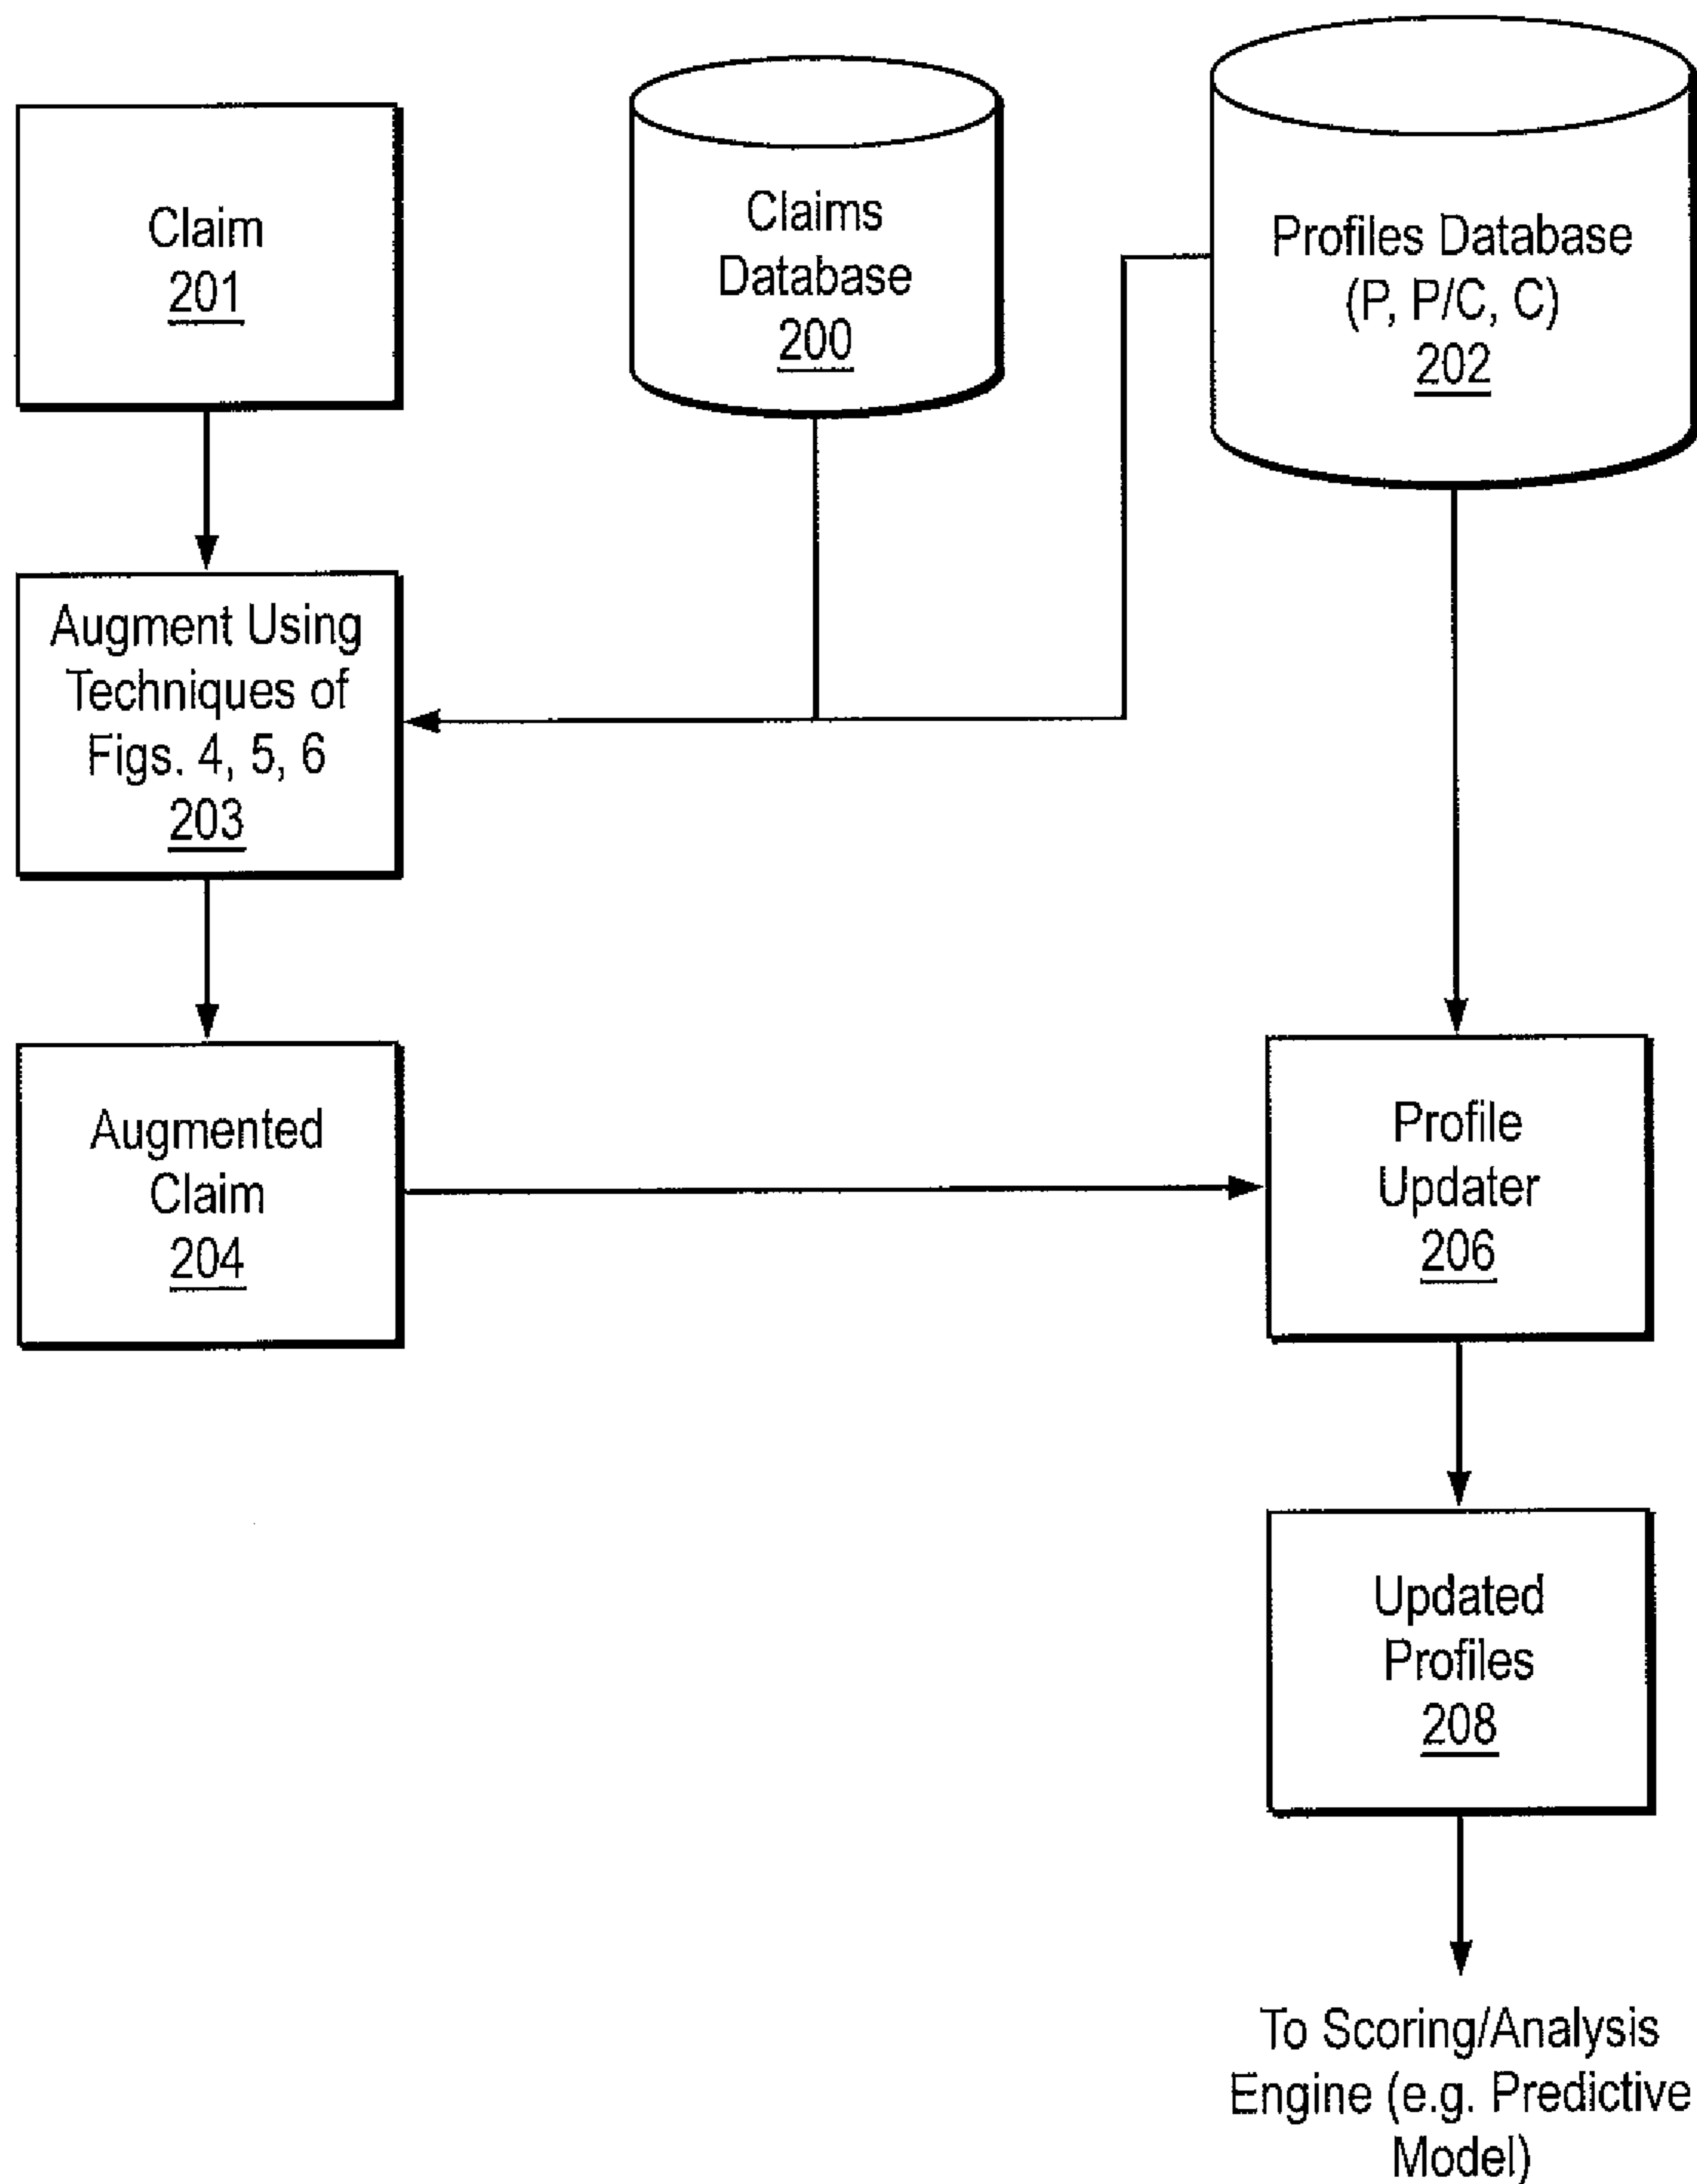 Claim
201
Claims
Database
200
Profiles Database
(P, P/C, C)
202
Augment Using
Techniques of
Figs. 4, 5, 6
203
Augmented
Claim
204
Profile
Updater
206
Updated
Profiles
208
To Scoring/Analysis
Engine (e.g. Predictive
Model)